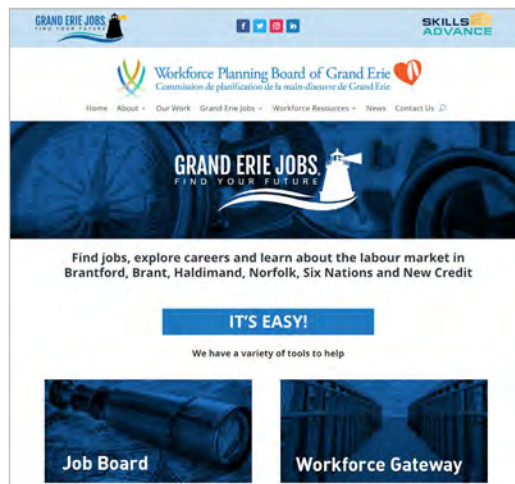 GRAND ERIE JOBS
FIND YOUR FUTURE
SKILLS
ADVANCE
Workforce Planning Board of Grand Erie
Commission de planification de la main-d'oeuvre de Grand Erie
Home About Our Work Grand Erie Jobs Workforce Resources News Contact Us
GRAND ERIE JOBS
FIND YOUR FUTURE
Find jobs, explore careers and learn about the labour market in
Brantford, Brant, Haldimand, Norfolk, Six Nations and New Credit
IT'S EASY!
We have a variety of tools to help
Job Board
Workforce Gateway